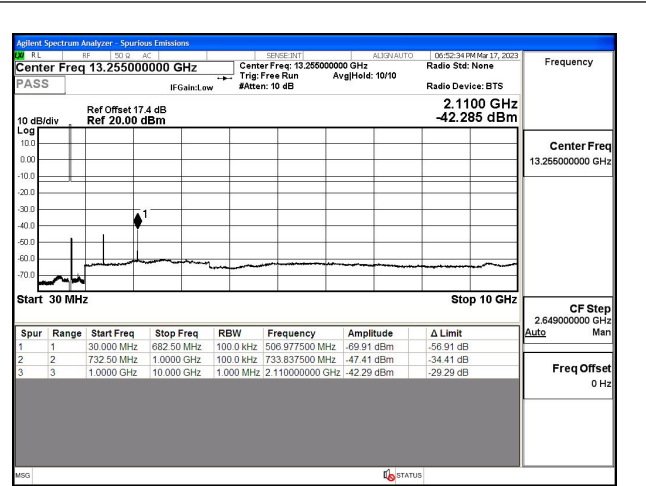 Agilent Spectrum Analyzer - Spurious Emissions
RL RF 50 Ω AC SENSE:INT ALIGNAUTO 06:52:34 PM Mar 17, 2023
Center Freq 13.255000000 GHz
Center Freq: 13.255000000 GHz
Radio Std: None
Trig: Free Run Avg|Hold: 10/10
PASS
IFGain:Low
#Atten: 10 dB
Radio Device: BTS
2.1100 GHz
-42.285 dBm
Ref Offset 17.4 dB
10 dB/div Ref 20.00 dBm
Log
10.0
0.00
-10.0
-20.0
-30.0
-40.0
-50.0
-60.0
-70.0
1
Start 30 MHz Stop 10 GHz
Spur Range Start Freq Stop Freq RBW Frequency Amplitude Δ Limit
1 1 30.000 MHz 682.50 MHz 100.0 kHz 506.977500 MHz -69.91 dBm -56.91 dB
2 2 732.50 MHz 1.0000 GHz 100.0 kHz 733.837500 MHz -47.41 dBm -34.41 dB
3 3 1.0000 GHz 10.000 GHz 1.000 MHz 2.110000000 GHz -42.29 dBm -29.29 dB
MSG STATUS
Frequency
Center Freq
13.255000000 GHz
CF Step
2.649000000 GHz
Auto Man
Freq Offset
0 Hz